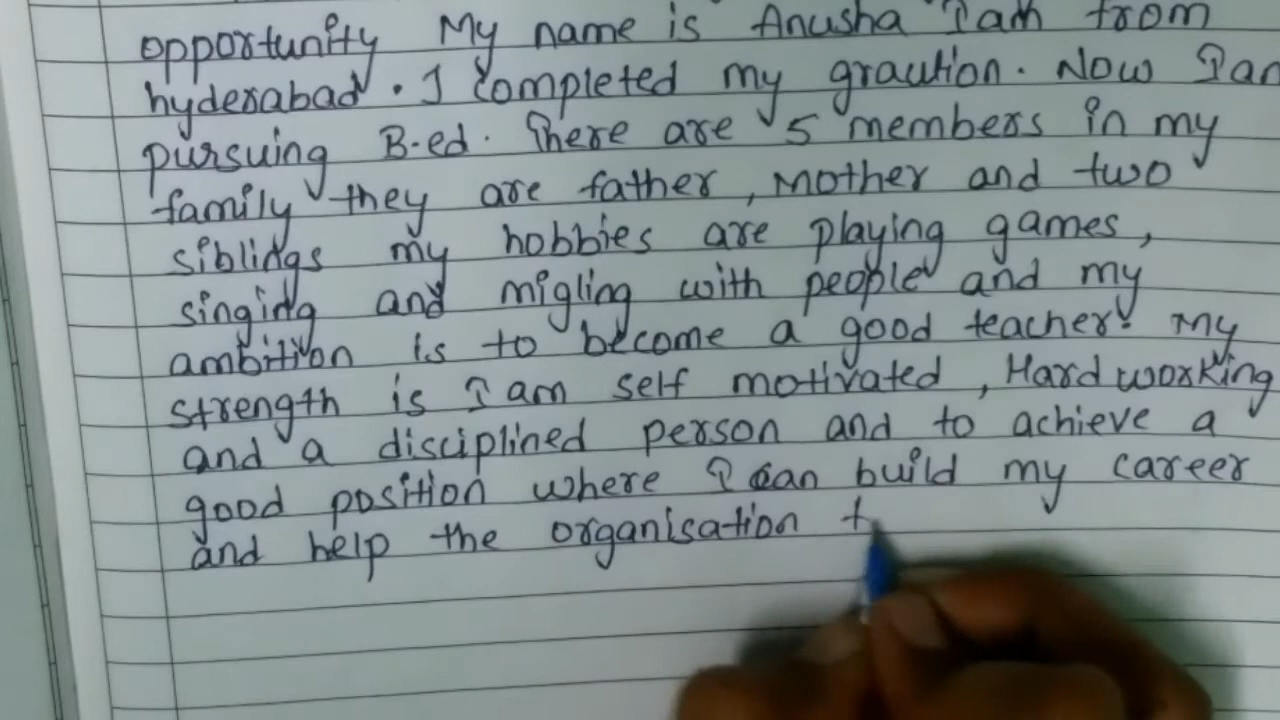 opportunity My name is Anusha I am from
hyderabad. I completed my graution. Now I am
pursuing B.ed. There are 5 members in my
family they are father, Mother and two
siblings my hobbies are playing games,
singing and migling with people and my
ambition is to become a good teacher. My
strength is I am self motivated, Hard working
and a disciplined person and to achieve a
good position where I can build my career
and help the organisation t